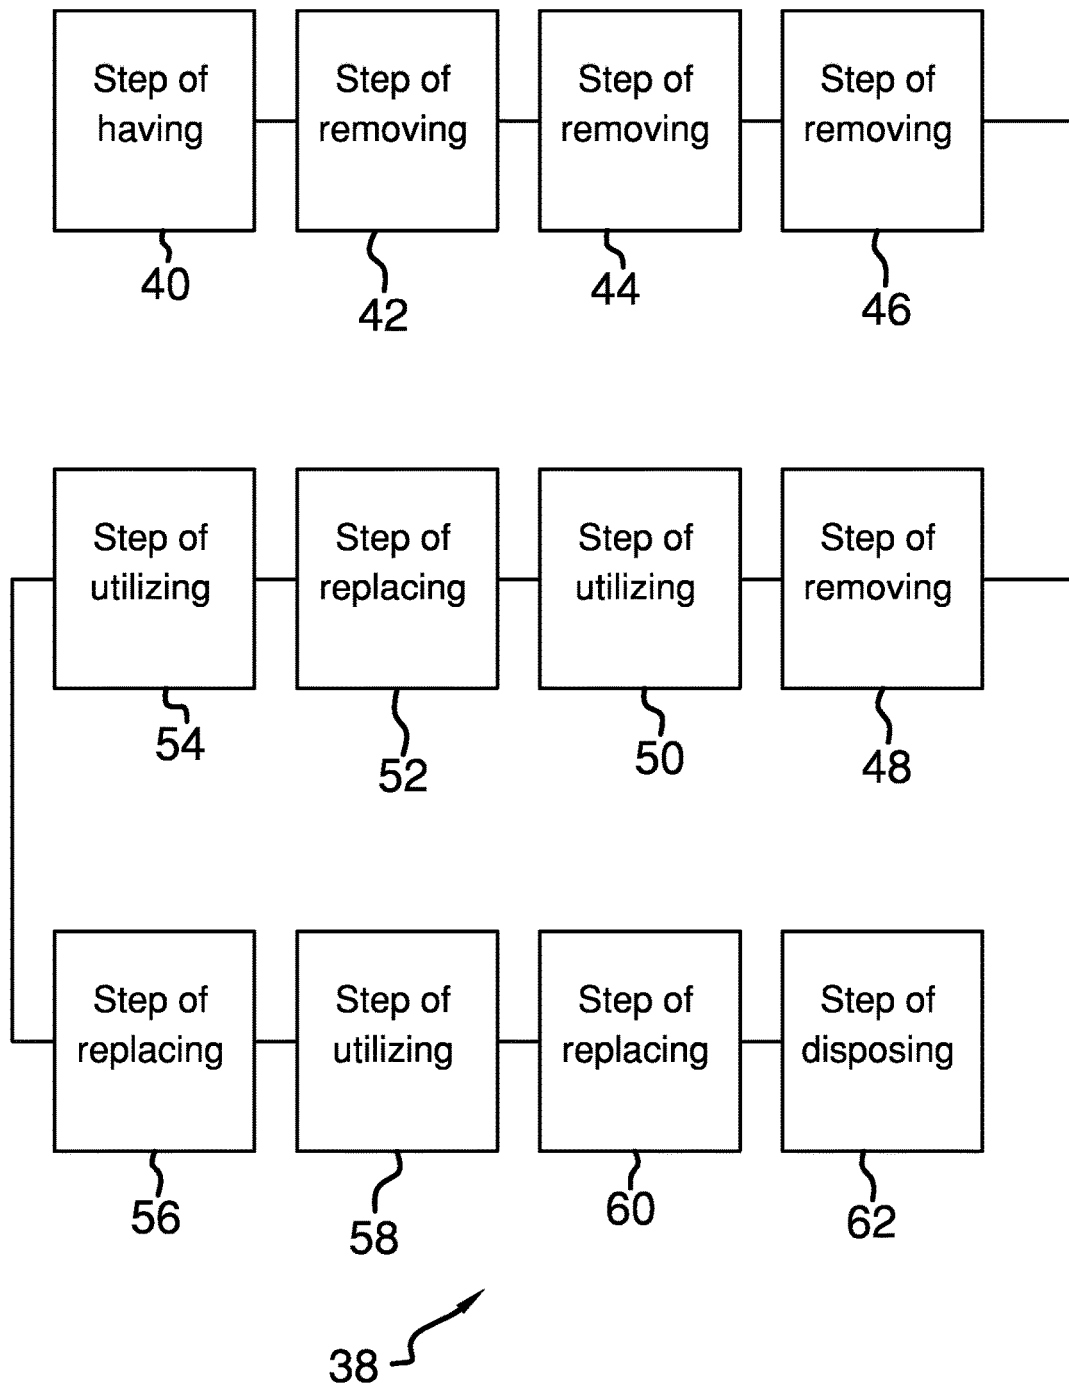 Step of
having
40
Step of
removing
42
Step of
removing
44
Step of
removing
46
Step of
utilizing
54
Step of
replacing
52
Step of
utilizing
50
Step of
removing
48
Step of
replacing
56
Step of
utilizing
58
Step of
replacing
60
Step of
disposing
62
38